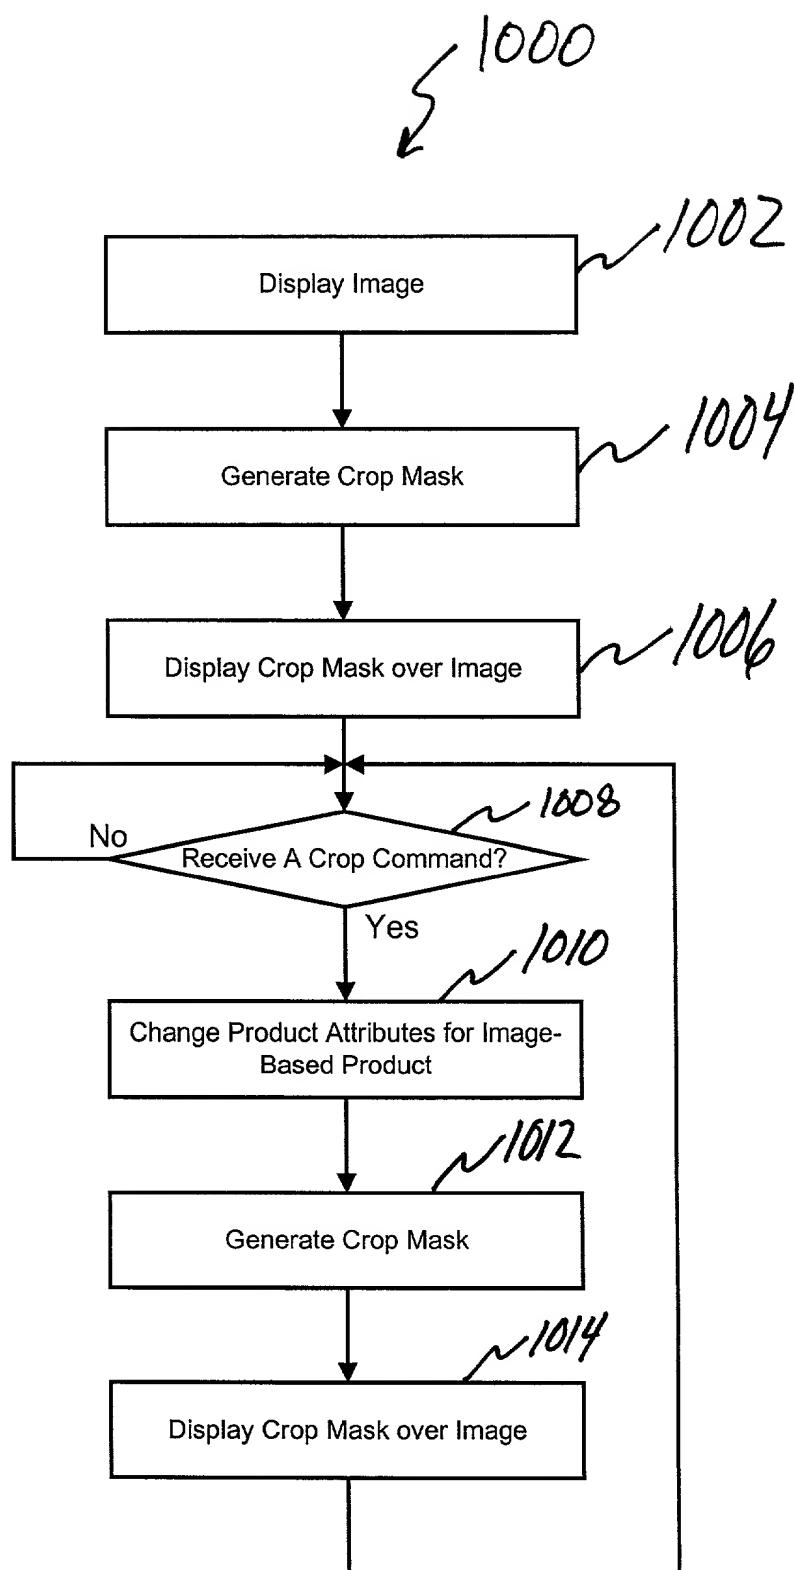 1000
1002
Display Image
1004
Generate Crop Mask
1006
Display Crop Mask over Image
1008
No
Receive A Crop Command?
Yes
1010
Change Product Attributes for Image-
Based Product
1012
Generate Crop Mask
1014
Display Crop Mask over Image